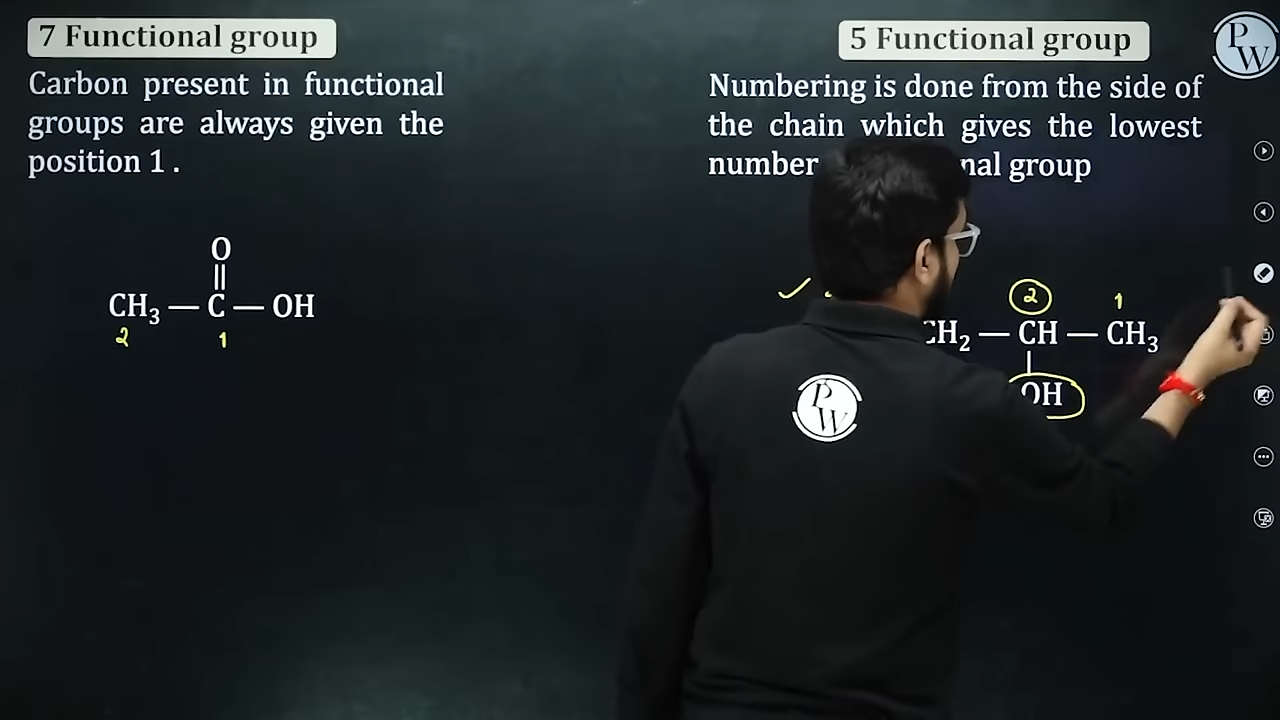 7 Functional group
Carbon present in functional
groups are always given the
position 1 .
O
CH₃ — C — OH
2 1
5 Functional group
Numbering is done from the side of
the chain which gives the lowest
number nal group
2 1
CH₂ — CH — CH₃
OH
PW
PW